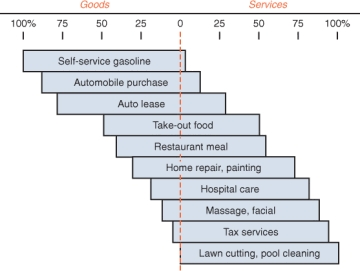 Goods Services
100% 75 50 25 0 25 50 75 100%
Self-service gasoline
Automobile purchase
Auto lease
Take-out food
Restaurant meal
Home repair, painting
Hospital care
Massage, facial
Tax services
Lawn cutting, pool cleaning